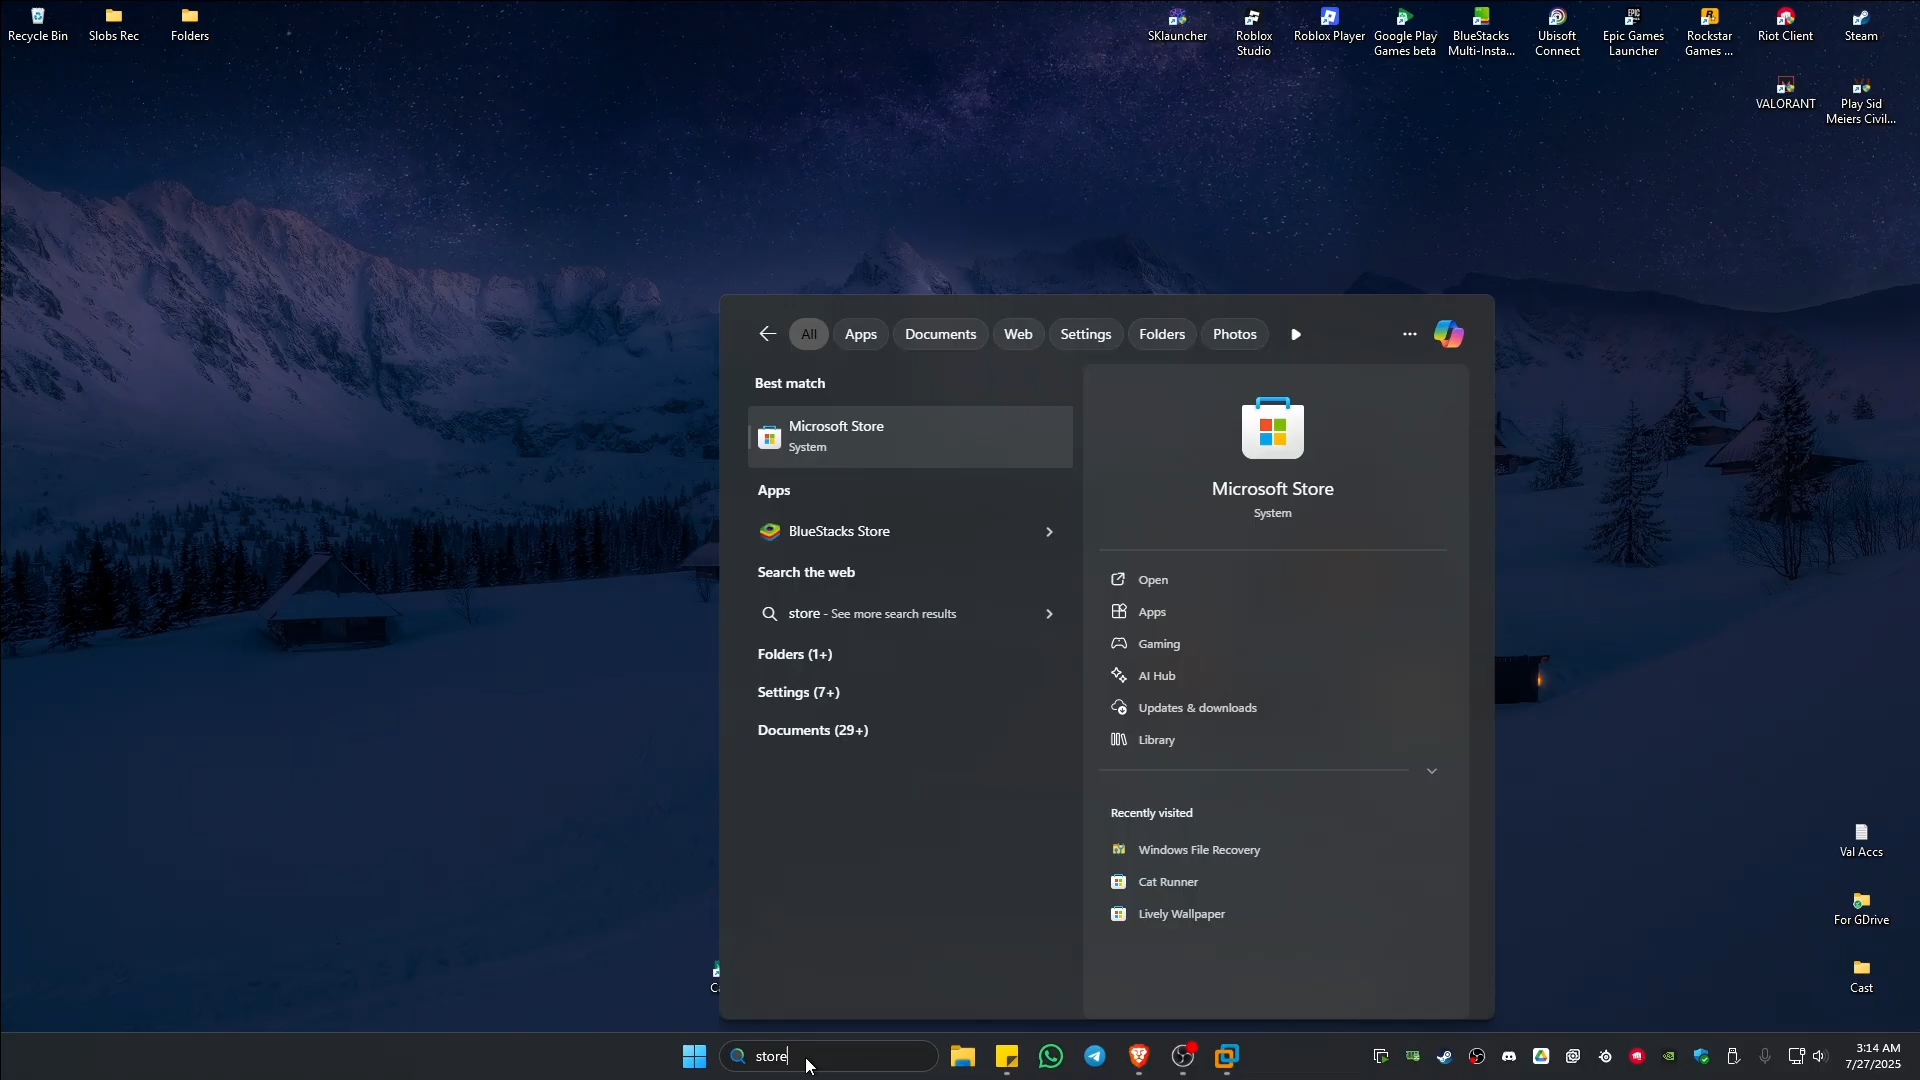 Recycle Bin
Slobs Rec
Folders
SKlauncher
Roblox
Studio
Roblox Player
Google Play
Games beta
BlueStacks
Multi-Insta...
Ubisoft
Connect
Epic Games
Launcher
Rockstar
Games ...
Riot Client
Steam
VALORANT
Play Sid
Meiers Civil...
All
Apps
Documents
Web
Settings
Folders
Photos
Best match
Microsoft Store
System
Apps
BlueStacks Store
Search the web
store - See more search results
Folders (1+)
Settings (7+)
Documents (29+)
Microsoft Store
System
Open
Apps
Gaming
AI Hub
Updates & downloads
Library
Recently visited
Windows File Recovery
Cat Runner
Lively Wallpaper
Val Accs
For GDrive
Cast
store
3:14 AM
7/27/2025